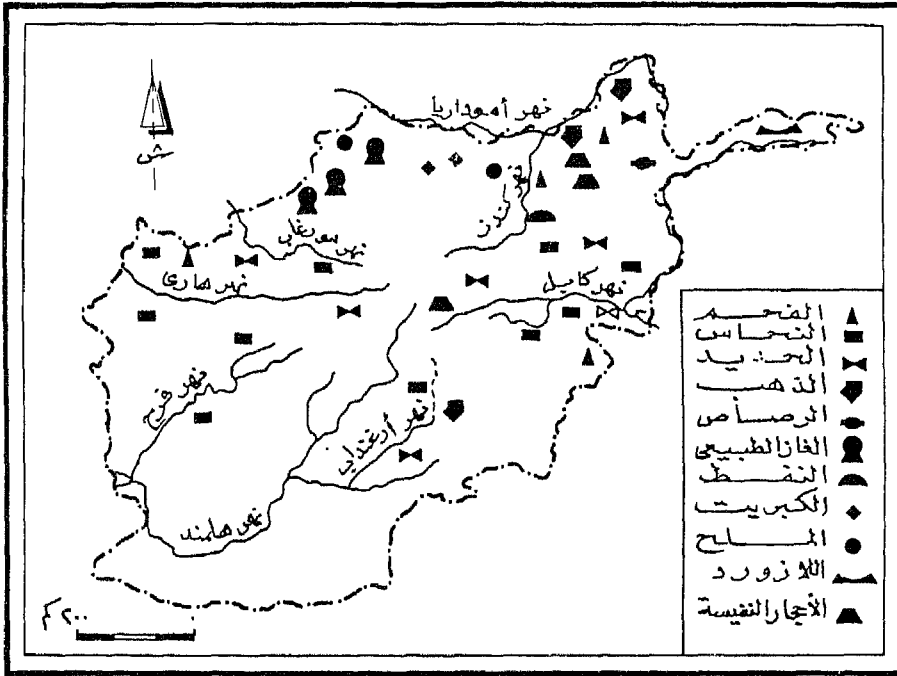 ش
نهر أموداريا
نهر كندز
نهر مورغاب
نهر هاري
نهر كابل
نهر فرح
نهر أرغنداب
نهر هلمند
٢٠٠ كم
الفحم
النحاس
الحديد
الذهب
الرصاص
الغاز الطبيعي
النفط
الكبريت
الملح
اللازورد
الأحجار النفيسة